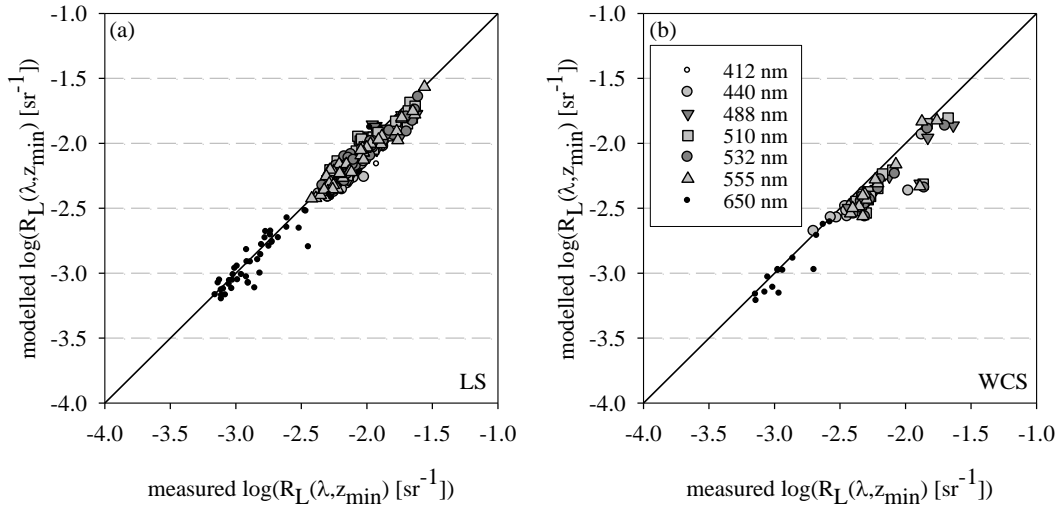 (a)
-1.0
-1.5
-2.0
-2.5
-3.0
-3.5
-4.0
modelled log(R_L(λ,z_min) [sr^-1])
LS
-4.0 -3.5 -3.0 -2.5 -2.0 -1.5 -1.0
measured log(R_L(λ,z_min) [sr^-1])
(b)
-1.0
-1.5
-2.0
-2.5
-3.0
-3.5
-4.0
modelled log(R_L(λ,z_min) [sr^-1])
412 nm
440 nm
488 nm
510 nm
532 nm
555 nm
650 nm
WCS
-4.0 -3.5 -3.0 -2.5 -2.0 -1.5 -1.0
measured log(R_L(λ,z_min) [sr^-1])